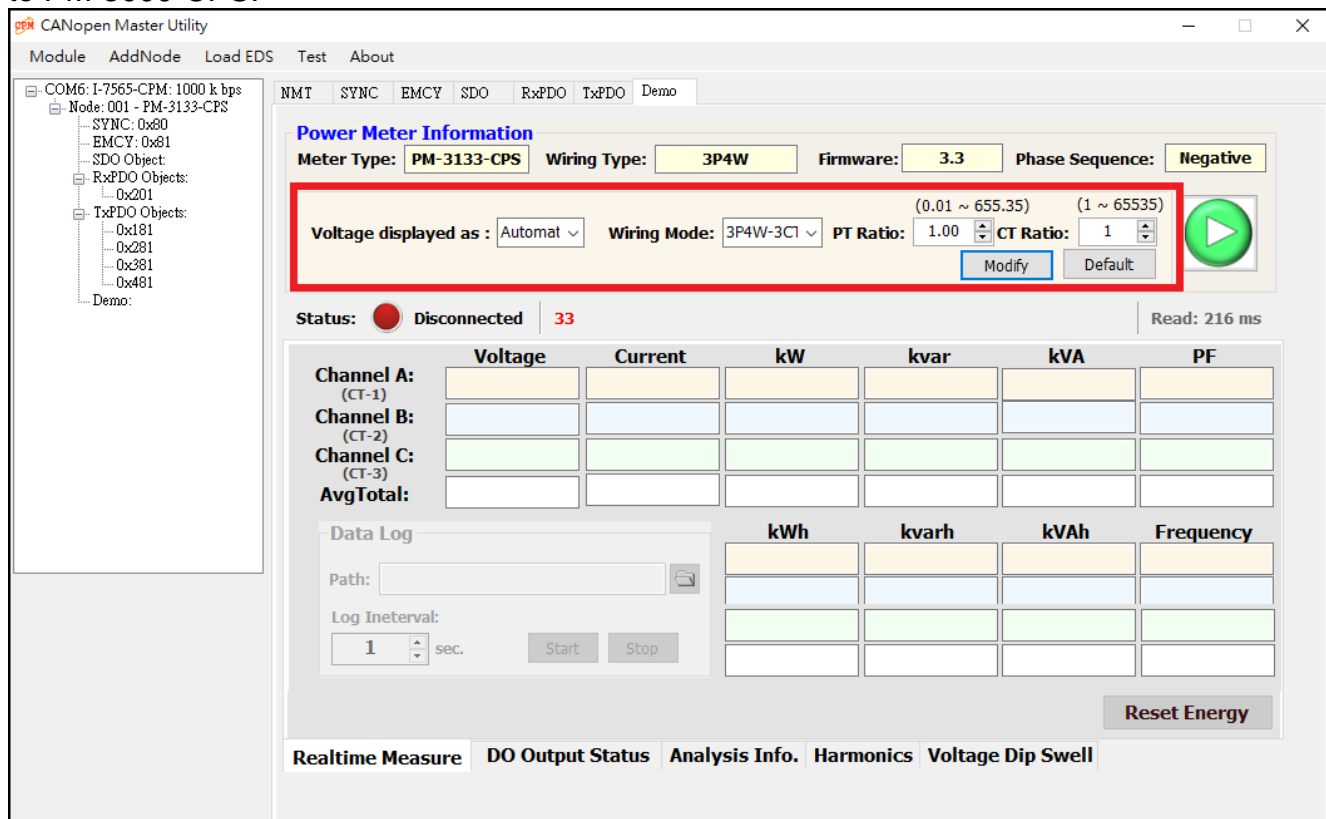 CANopen Master Utility
Module AddNode Load EDS Test About
COM6: I-7565-CPM: 1000 k bps
Node: 001 - PM-3133-CPS
SYNC: 0x80
EMCY: 0x81
SDO Object:
RxPDO Objects:
0x201
TxPDO Objects:
0x181
0x281
0x381
0x481
Demo:
NMT SYNC EMCY SDO RxPDO TxPDO Demo
Power Meter Information
Meter Type: PM-3133-CPS Wiring Type: 3P4W Firmware: 3.3 Phase Sequence: Negative
(0.01 ~ 655.35) (1 ~ 65535)
Voltage displayed as : Automat Wiring Mode: 3P4W-3CT PT Ratio: 1.00 CT Ratio: 1
Modify Default
Status: Disconnected 33 Read: 216 ms
Voltage Current kW kvar kVA PF
Channel A:
(CT-1)
Channel B:
(CT-2)
Channel C:
(CT-3)
AvgTotal:
Data Log kWh kvarh kVAh Frequency
Path:
Log Ineterval:
1 sec. Start Stop
Reset Energy
Realtime Measure DO Output Status Analysis Info. Harmonics Voltage Dip Swell